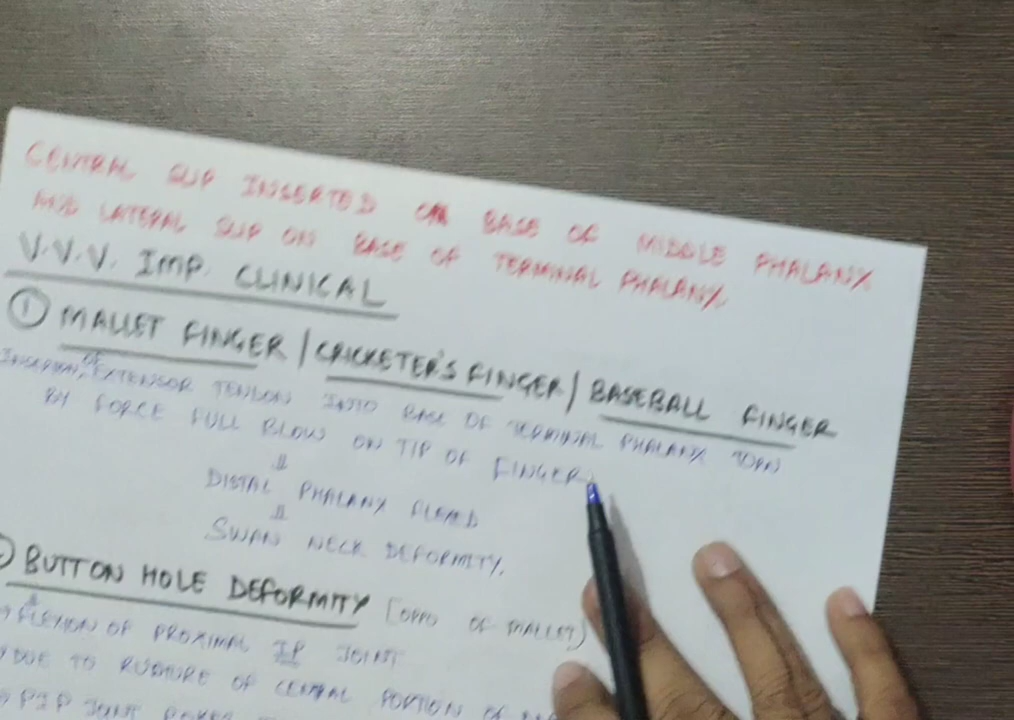 CENTRAL SLIP INSERTED ON BASE OF MIDDLE PHALANX
AND LATERAL SLIP ON BASE OF TERMINAL PHALANX
V.V.V. IMP. CLINICAL
① MALLET FINGER / CRICKETER'S FINGER / BASEBALL FINGER
INSERTION OF EXTENSOR TENDON INTO BASE OF TERMINAL PHALANX TORN
BY FORCE FULL BLOW ON TIP OF FINGER
⇓
DISTAL PHALANX FLEXED
⇓
SWAN NECK DEFORMITY.
BUTTON HOLE DEFORMITY [OPPO OF MALLET)
→ FLEXION OF PROXIMAL IP JOINT
DUE TO RUPTURE OF CENTRAL PORTION OF
PIP JOINT